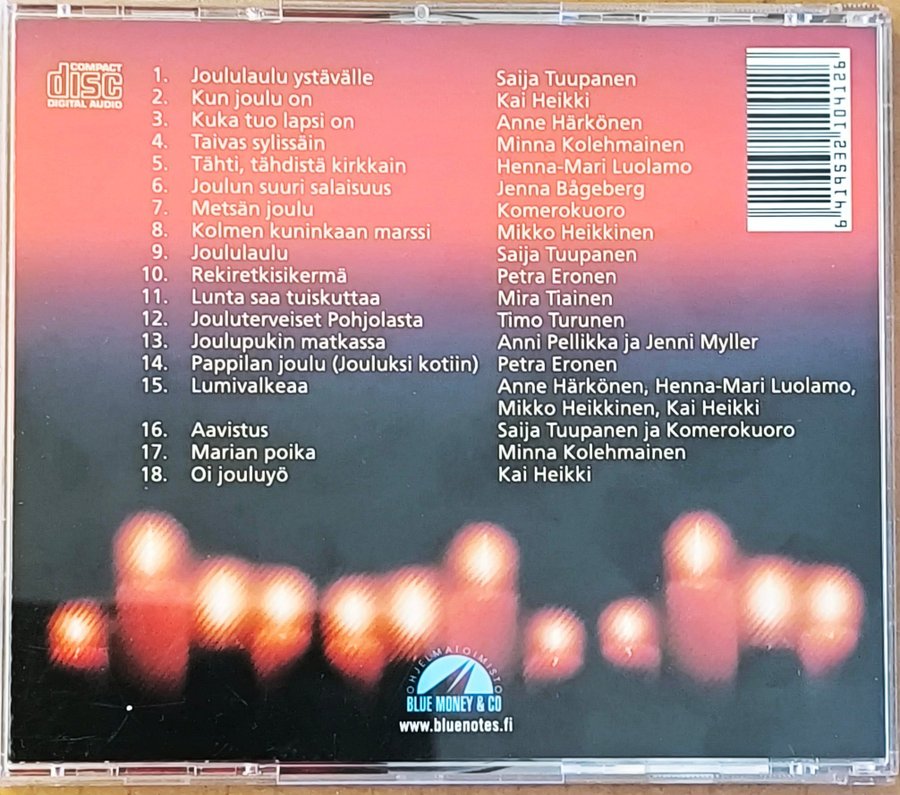 COMPACT
disc
DIGITAL AUDIO
1. Joululaulu ystävälle Saija Tuupanen
2. Kun joulu on Kai Heikki
3. Kuka tuo lapsi on Anne Härkönen
4. Taivas sylissäin Minna Kolehmainen
5. Tähti, tähdistä kirkkain Henna-Mari Luolamo
6. Joulun suuri salaisuus Jenna Bågeberg
7. Metsän joulu Komerokuoro
8. Kolmen kuninkaan marssi Mikko Heikkinen
9. Joululaulu Saija Tuupanen
10. Rekiretkisikermä Petra Eronen
11. Lunta saa tuiskuttaa Mira Tiainen
12. Jouluterveiset Pohjolasta Timo Turunen
13. Joulupukin matkassa Anni Pellikka ja Jenni Myller
14. Pappilan joulu (Jouluksi kotiin) Petra Eronen
15. Lumivalkeaa Anne Härkönen, Henna-Mari Luolamo,
Mikko Heikkinen, Kai Heikki
16. Aavistus Saija Tuupanen ja Komerokuoro
17. Marian poika Minna Kolehmainen
18. Oi jouluyö Kai Heikki
OHJELMATOIMISTO
BLUE MONEY & CO
www.bluenotes.fi